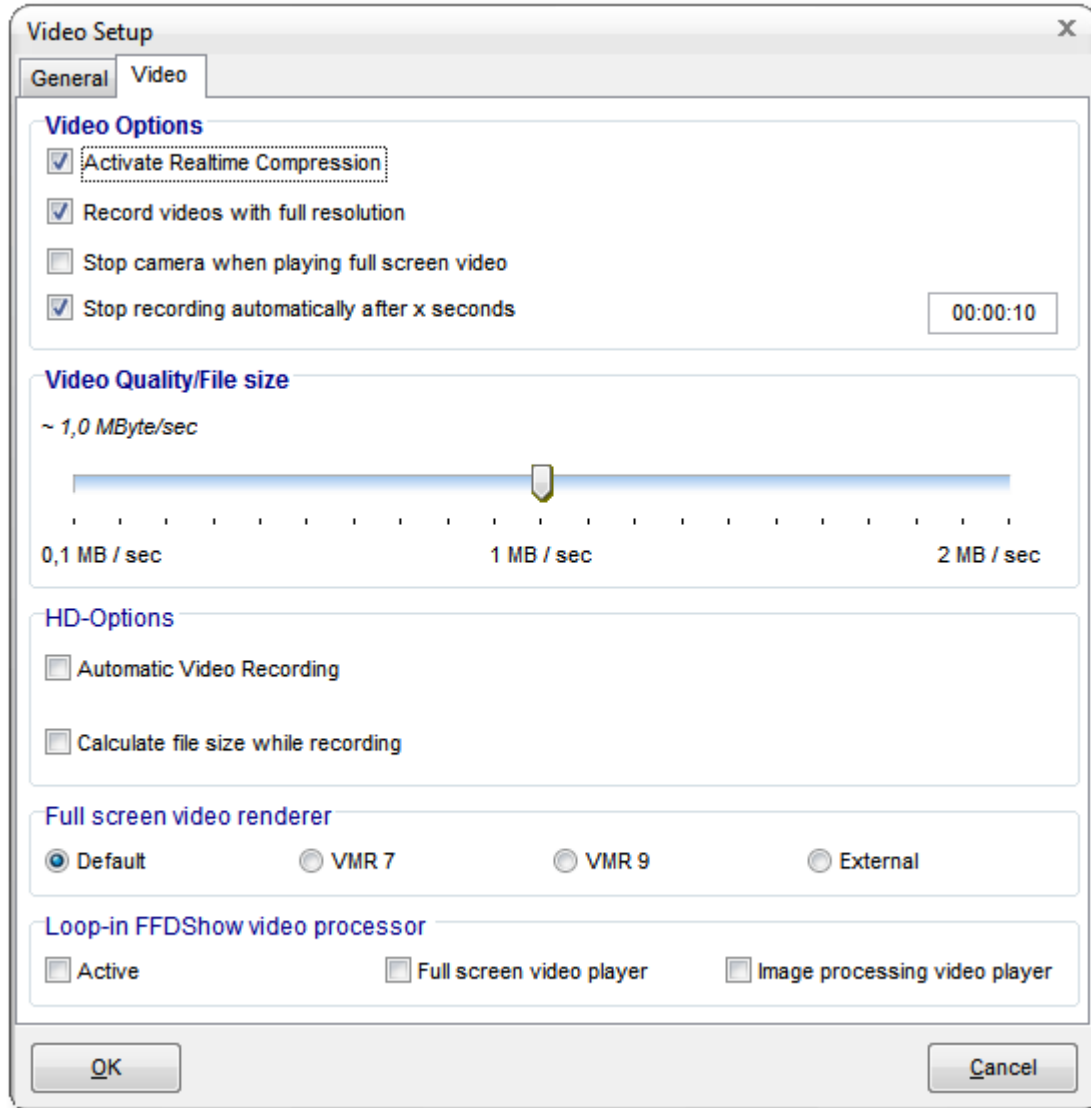 Video Setup
General Video
Video Options
Activate Realtime Compression
Record videos with full resolution
Stop camera when playing full screen video
Stop recording automatically after x seconds 00:00:10
Video Quality/File size
~ 1,0 MByte/sec
0,1 MB / sec 1 MB / sec 2 MB / sec
HD-Options
Automatic Video Recording
Calculate file size while recording
Full screen video renderer
Default VMR 7 VMR 9 External
Loop-in FFDShow video processor
Active Full screen video player Image processing video player
OK Cancel